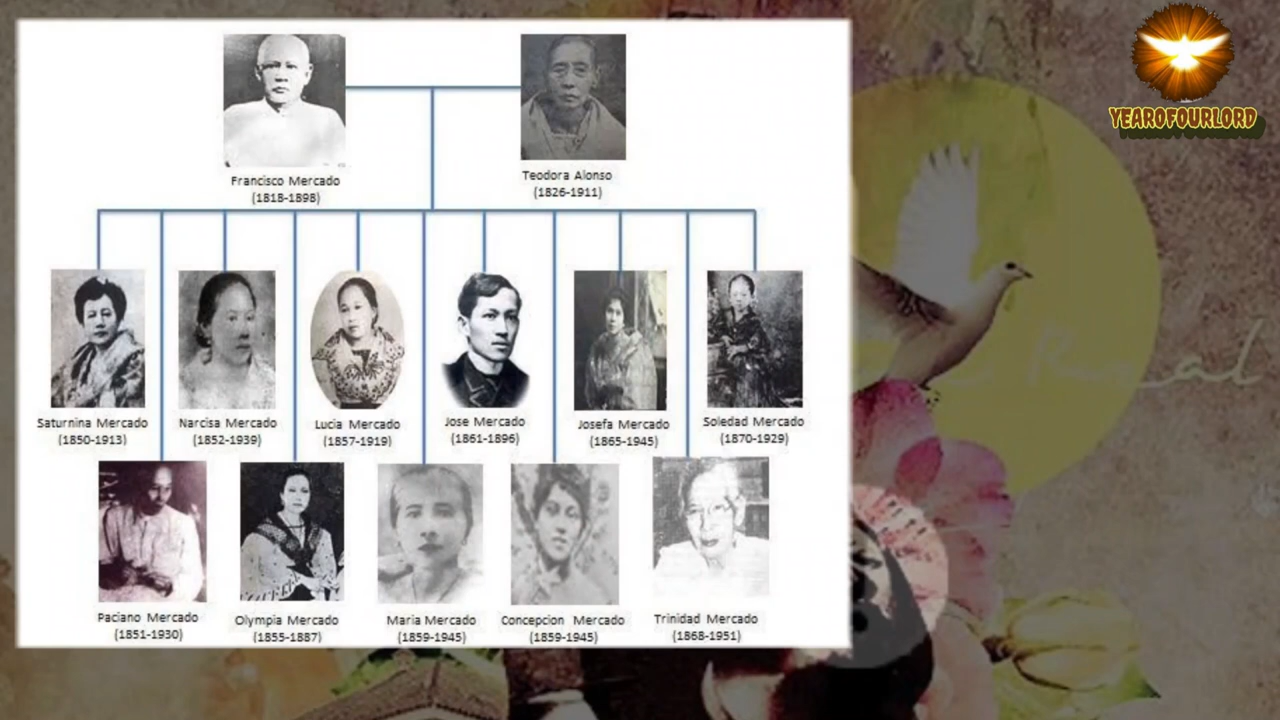 YEAROFOURLORD
Francisco Mercado
(1818-1898)
Teodora Alonso
(1826-1911)
Saturnina Mercado
(1850-1913)
Narcisa Mercado
(1852-1939)
Lucia Mercado
(1857-1919)
Jose Mercado
(1861-1896)
Josefa Mercado
(1865-1945)
Soledad Mercado
(1870-1929)
Paciano Mercado
(1851-1930)
Olympia Mercado
(1855-1887)
Maria Mercado
(1859-1945)
Concepcion Mercado
(1859-1945)
Trinidad Mercado
(1868-1951)